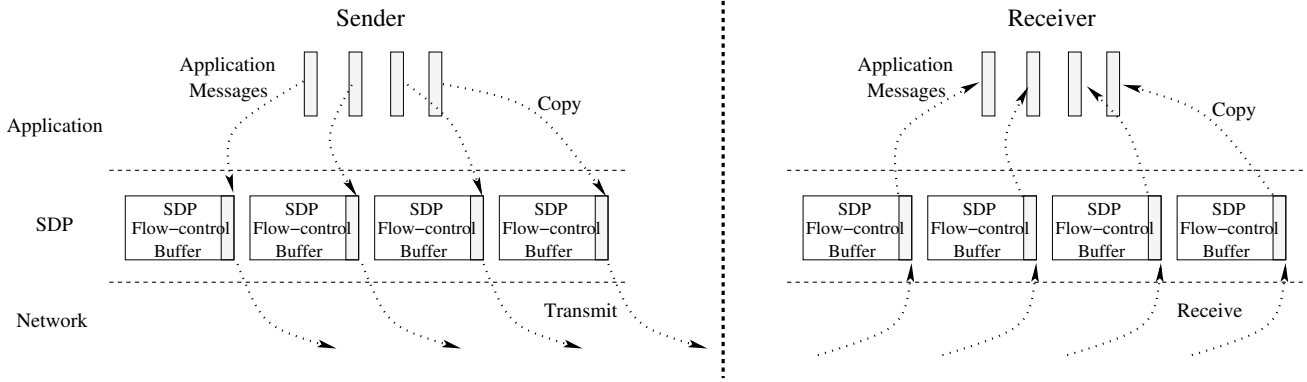 Sender
Receiver
Application
Messages
Copy
Application
Messages
Copy
Application
SDP
SDP
Flow−control
Buffer
SDP
Flow−control
Buffer
SDP
Flow−control
Buffer
SDP
Flow−control
Buffer
SDP
Flow−control
Buffer
SDP
Flow−control
Buffer
SDP
Flow−control
Buffer
SDP
Flow−control
Buffer
Network
Transmit
Receive